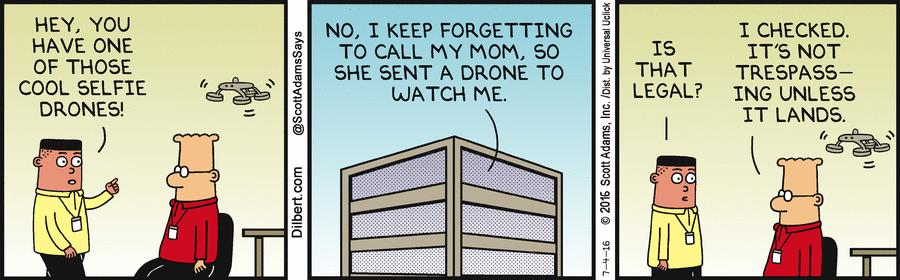 HEY, YOU
HAVE ONE
OF THOSE
COOL SELFIE
DRONES!
Dilbert.com @ScottAdamsSays
NO, I KEEP FORGETTING
TO CALL MY MOM, SO
SHE SENT A DRONE TO
WATCH ME.
7-4-16 © 2016 Scott Adams, Inc. /Dist. by Universal Uclick
IS
THAT
LEGAL?
I CHECKED.
IT'S NOT
TRESPASS-
ING UNLESS
IT LANDS.